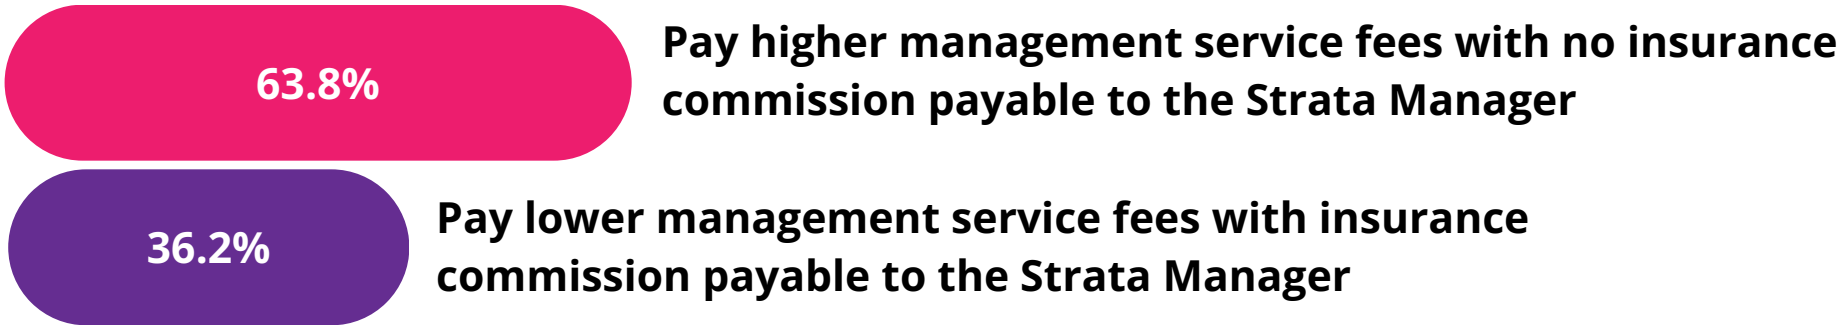 63.8%
Pay higher management service fees with no insurance
commission payable to the Strata Manager
36.2%
Pay lower management service fees with insurance
commission payable to the Strata Manager